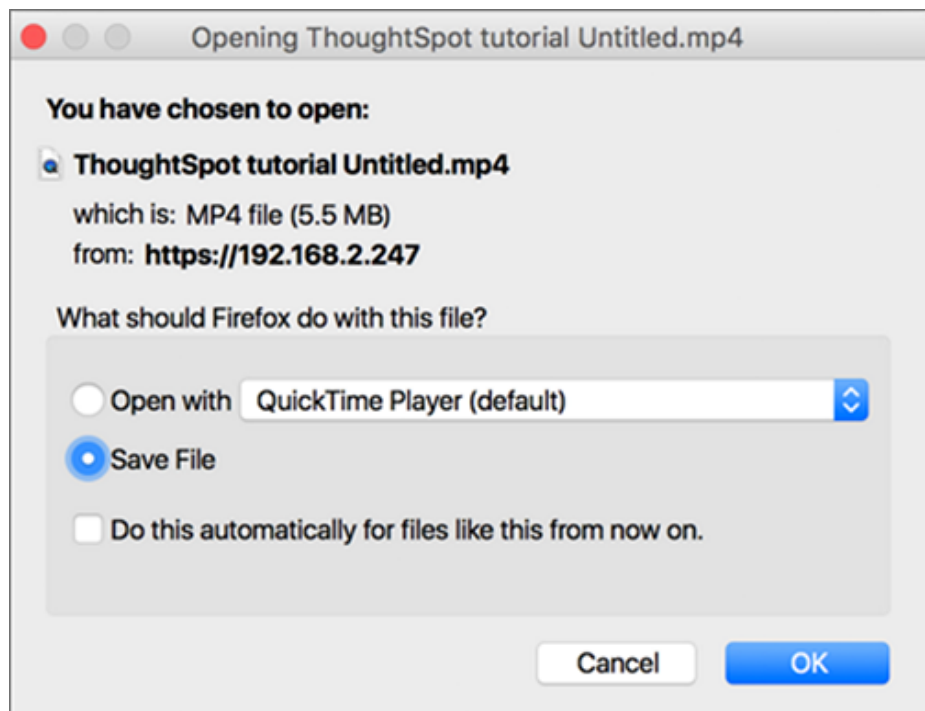 Opening ThoughtSpot tutorial Untitled.mp4
You have chosen to open:
ThoughtSpot tutorial Untitled.mp4
which is: MP4 file (5.5 MB)
from: https://192.168.2.247
What should Firefox do with this file?
Open with QuickTime Player (default)
Save File
Do this automatically for files like this from now on.
Cancel OK